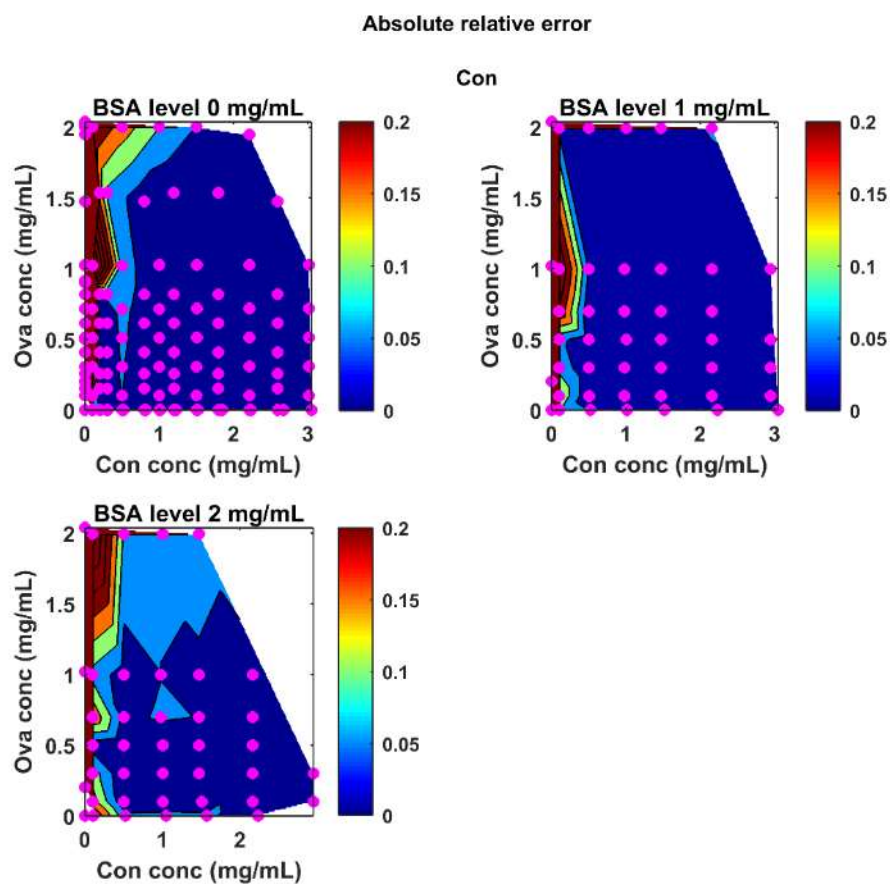 Absolute relative error
Con
BSA level 0 mg/mL
2
1.5
1
0.5
0
Ova conc (mg/mL)
0 1 2 3
Con conc (mg/mL)
0.2
0.15
0.1
0.05
0
BSA level 1 mg/mL
2
1.5
1
0.5
0
Ova conc (mg/mL)
0 1 2 3
Con conc (mg/mL)
0.2
0.15
0.1
0.05
0
BSA level 2 mg/mL
2
1.5
1
0.5
0
Ova conc (mg/mL)
0 1 2
Con conc (mg/mL)
0.2
0.15
0.1
0.05
0